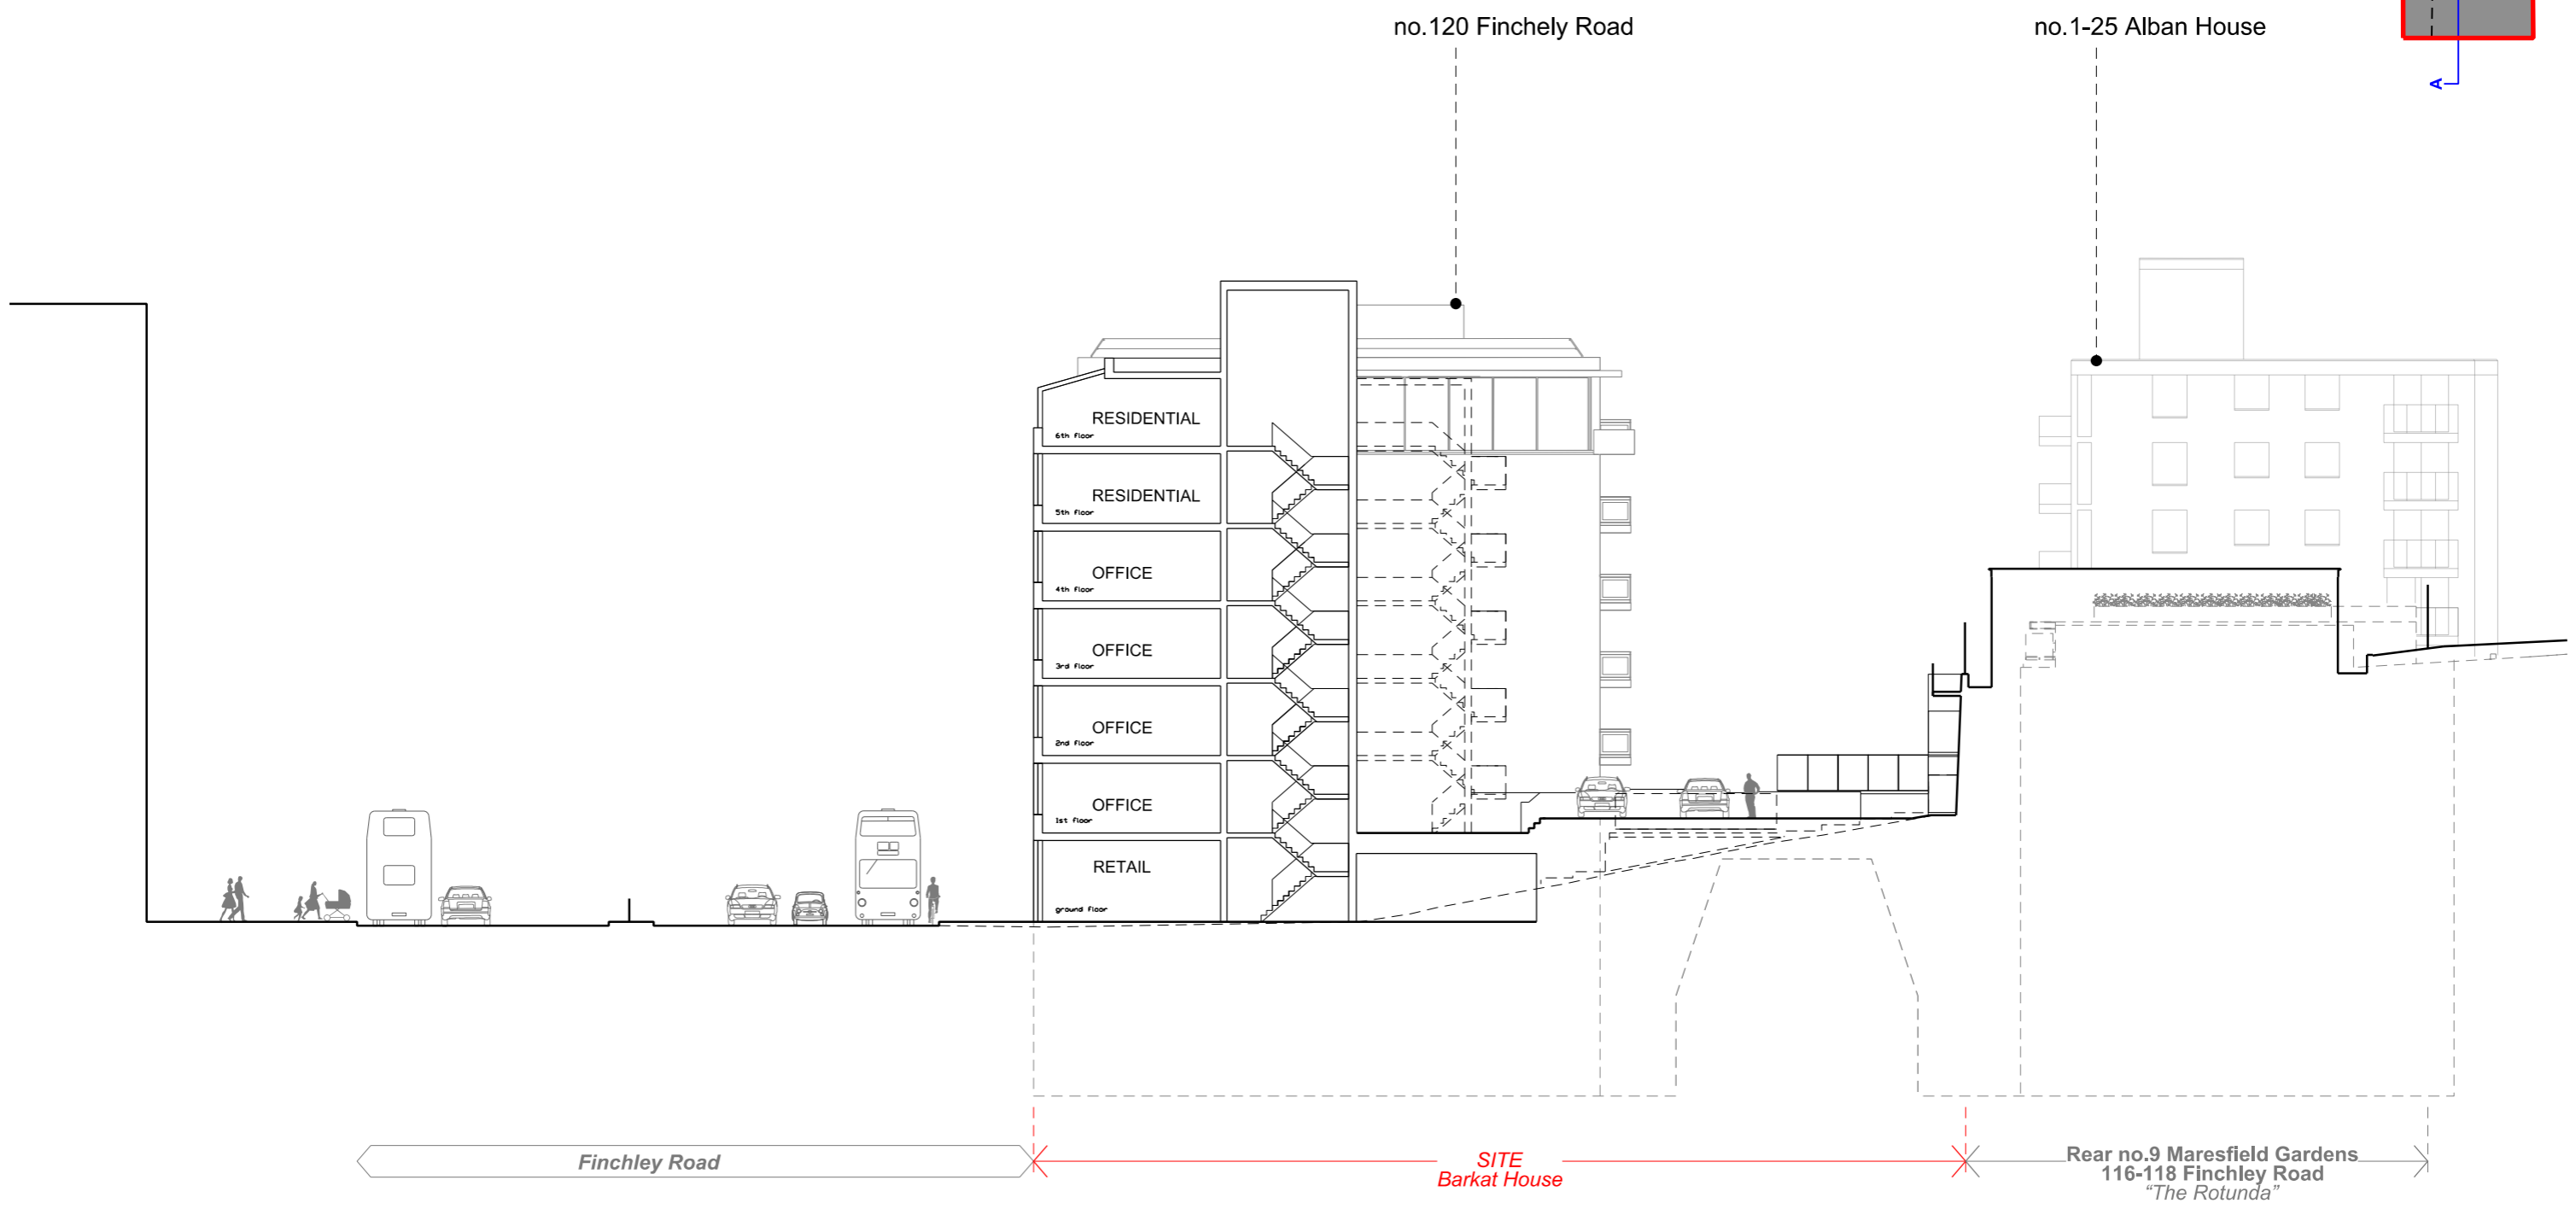 no.120 Finchely Road
no.1-25 Alban House
A
RESIDENTIAL
6th floor
RESIDENTIAL
5th floor
OFFICE
4th floor
OFFICE
3rd floor
OFFICE
2nd floor
OFFICE
1st floor
RETAIL
ground floor
Finchley Road
SITE
Barkat House
Rear no.9 Maresfield Gardens
116-118 Finchley Road
“The Rotunda”